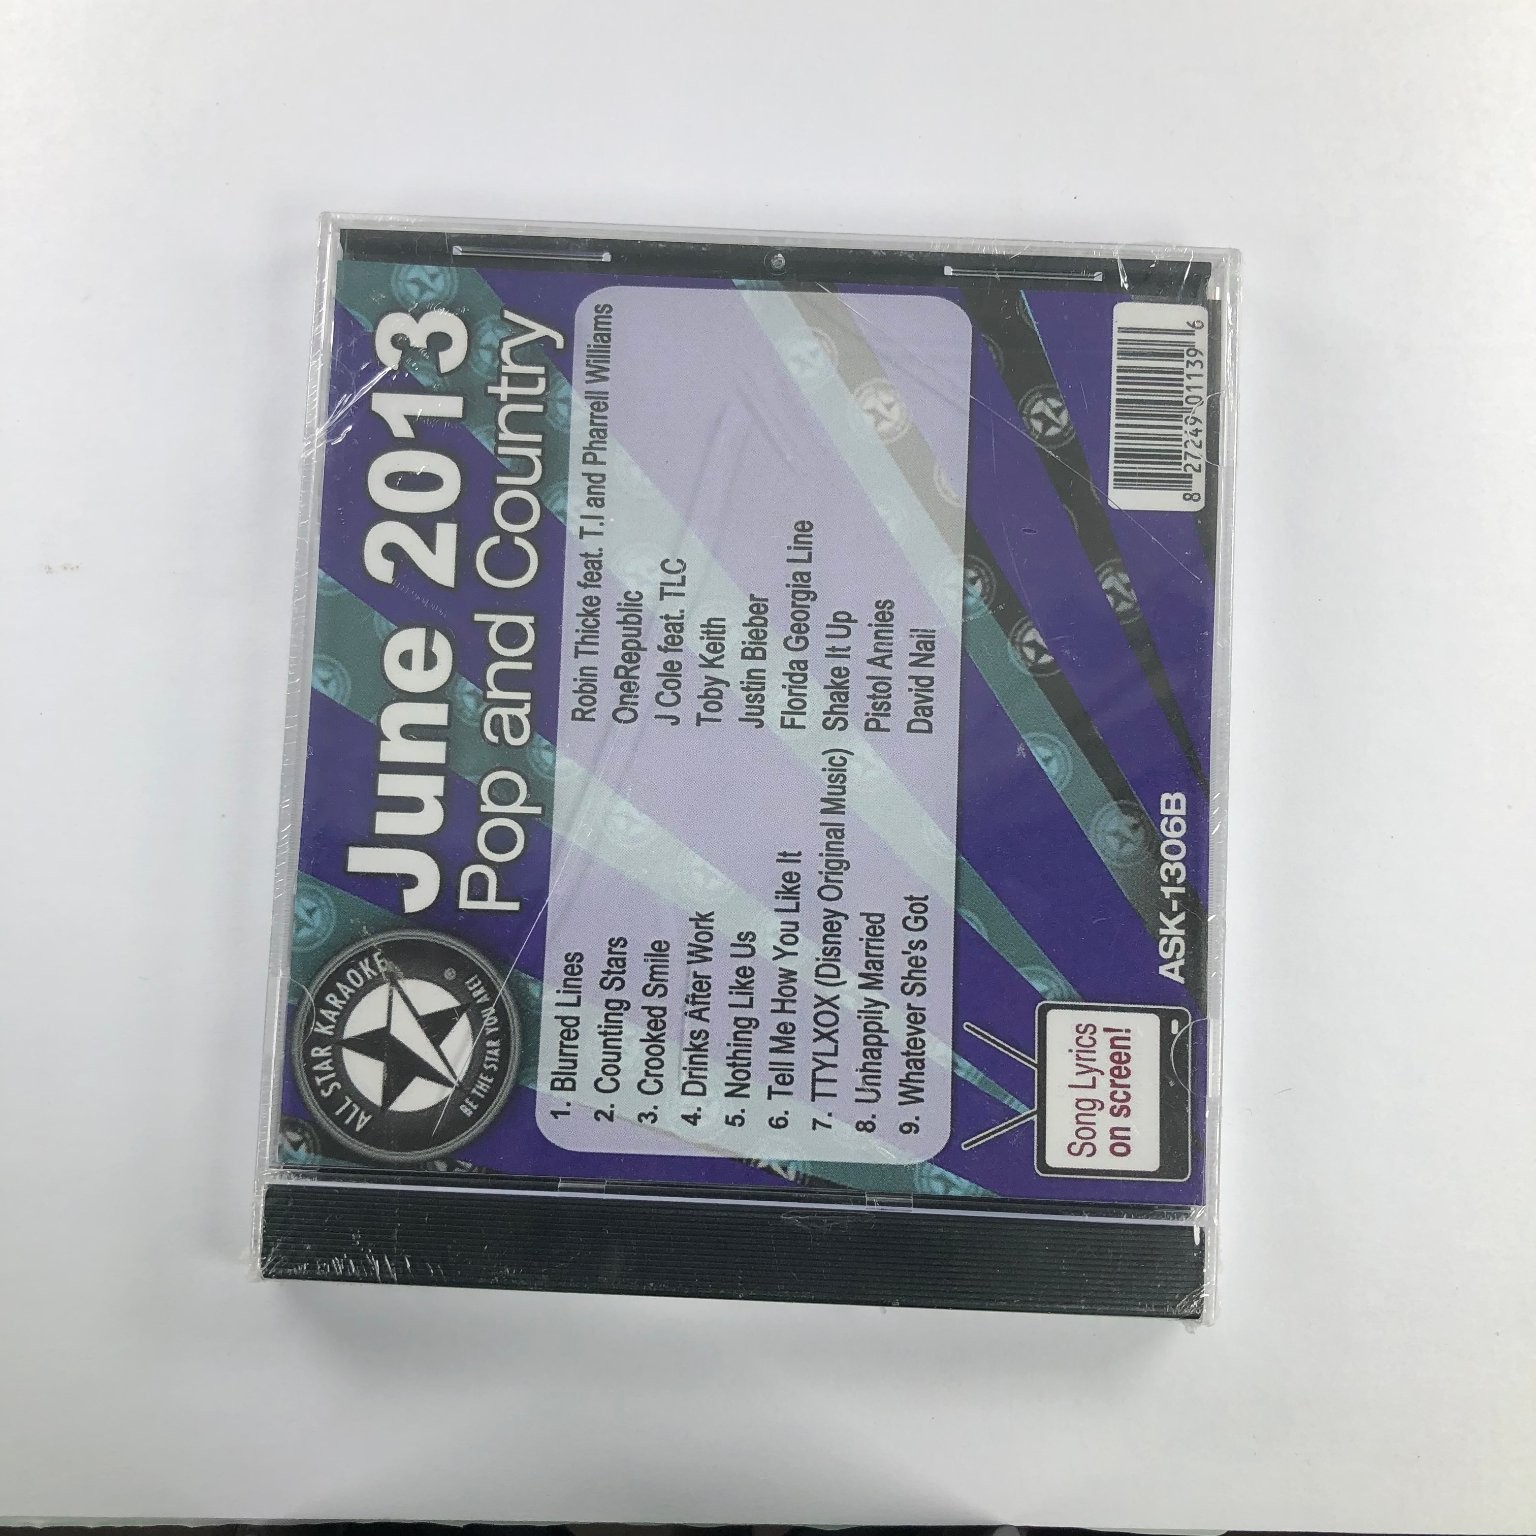 ALL STAR KARAOKE
®
BE THE STAR YOU ARE!
June 2013
Pop and Country
1. Blurred Lines Robin Thicke feat. T.I and Pharrell Williams
2. Counting Stars OneRepublic
3. Crooked Smile J Cole feat. TLC
4. Drinks After Work Toby Keith
5. Nothing Like Us Justin Bieber
6. Tell Me How You Like It Florida Georgia Line
7. TTYLXOX (Disney Original Music) Shake It Up
8. Unhappily Married Pistol Annies
9. Whatever She's Got David Nail
Song Lyrics
on screen!
ASK-1306B
8 27249 01139 6